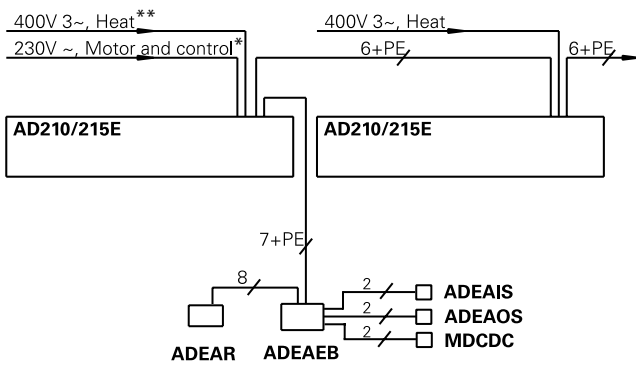 400V 3~, Heat**
400V 3~, Heat
230V ~, Motor and control*
6+PE
6+PE
AD210/215E
AD210/215E
7+PE
8
2
ADEAIS
2
ADEAOS
2
MDCDC
ADEAR
ADEAEB